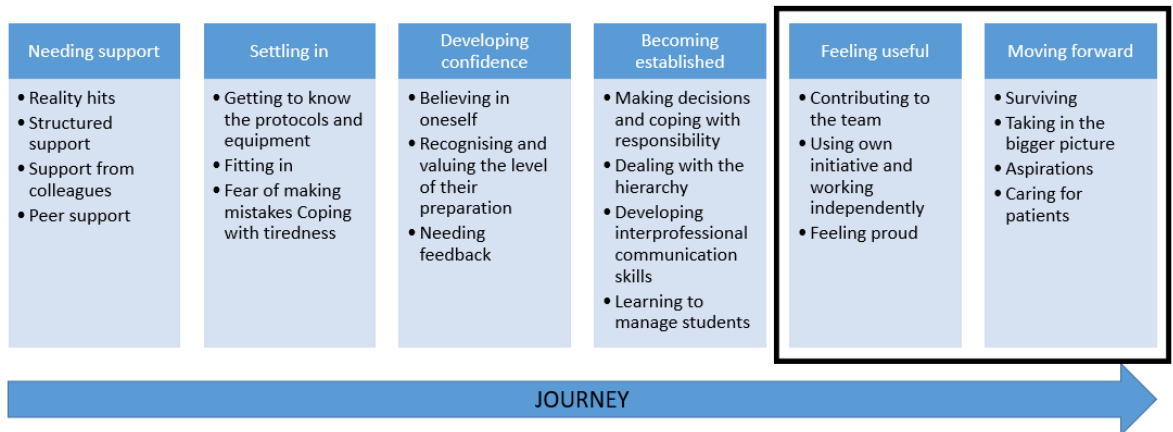 Needing support
• Reality hits
• Structured
support
• Support from
colleagues
• Peer support
Settling in
• Getting to know
the protocols and
equipment
• Fitting in
• Fear of making
mistakes Coping
with tiredness
Developing
confidence
• Believing in
oneself
• Recognising and
valuing the level
of their
preparation
• Needing
feedback
Becoming
established
• Making decisions
and coping with
responsibility
• Dealing with the
hierarchy
• Developing
interprofessional
communication
skills
• Learning to
manage students
Feeling useful
• Contributing to
the team
• Using own
initiative and
working
independently
• Feeling proud
Moving forward
• Surviving
• Taking in the
bigger picture
• Aspirations
• Caring for
patients
JOURNEY